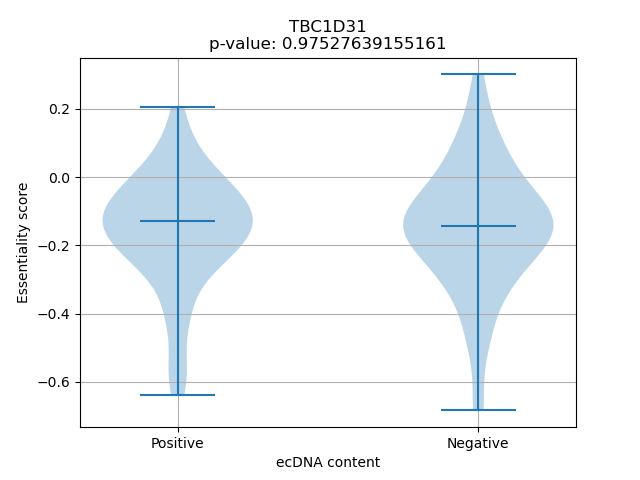 TBC1D31
p-value: 0.97527639155161
Essentiality score
0.2
0.0
−0.2
−0.4
−0.6
Positive
Negative
ecDNA content